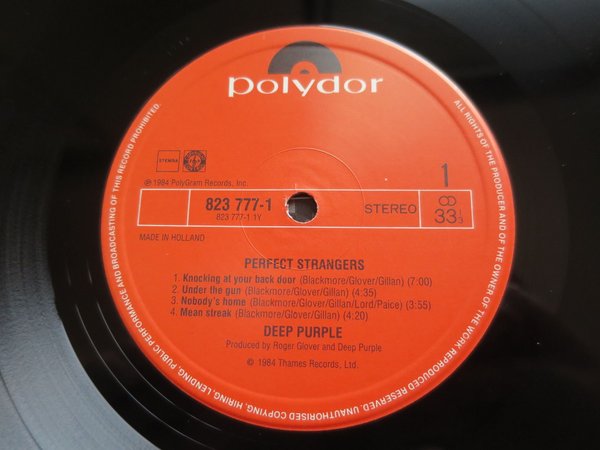 polydor
STEMRA
℗ 1984 PolyGram Records, Inc.
1
823 777-1
823 777-1 1Y
STEREO
33 1/3
MADE IN HOLLAND
PERFECT STRANGERS
1. Knocking at your back door (Blackmore/Glover/Gillan) (7:00)
2. Under the gun (Blackmore/Glover/Gillan) (4:35)
3. Nobody's home (Blackmore/Glover/Gillan/Lord/Paice) (3:55)
4. Mean streak (Blackmore/Glover/Gillan) (4:20)
DEEP PURPLE
Produced by Roger Glover and Deep Purple
© 1984 Thames Records, Ltd.
ALL RIGHTS OF THE PRODUCER AND OF THE OWNER OF THE WORK REPRODUCED RESERVED. UNAUTHORISED COPYING, HIRING, LENDING, PUBLIC PERFORMANCE AND BROADCASTING OF THIS RECORD PROHIBITED.